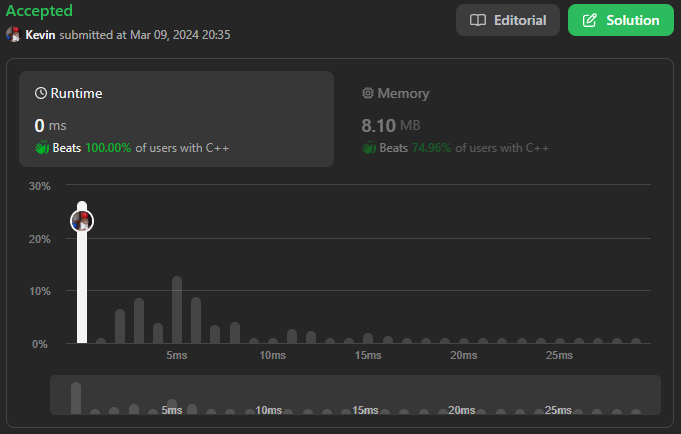 Accepted
Editorial
Solution
Kevin submitted at Mar 09, 2024 20:35
Runtime
Memory
0 ms
8.10 MB
Beats 100.00% of users with C++
Beats 74.96% of users with C++
30%
20%
10%
0%
5ms 10ms 15ms 20ms 25ms
5ms 10ms 15ms 20ms 25ms